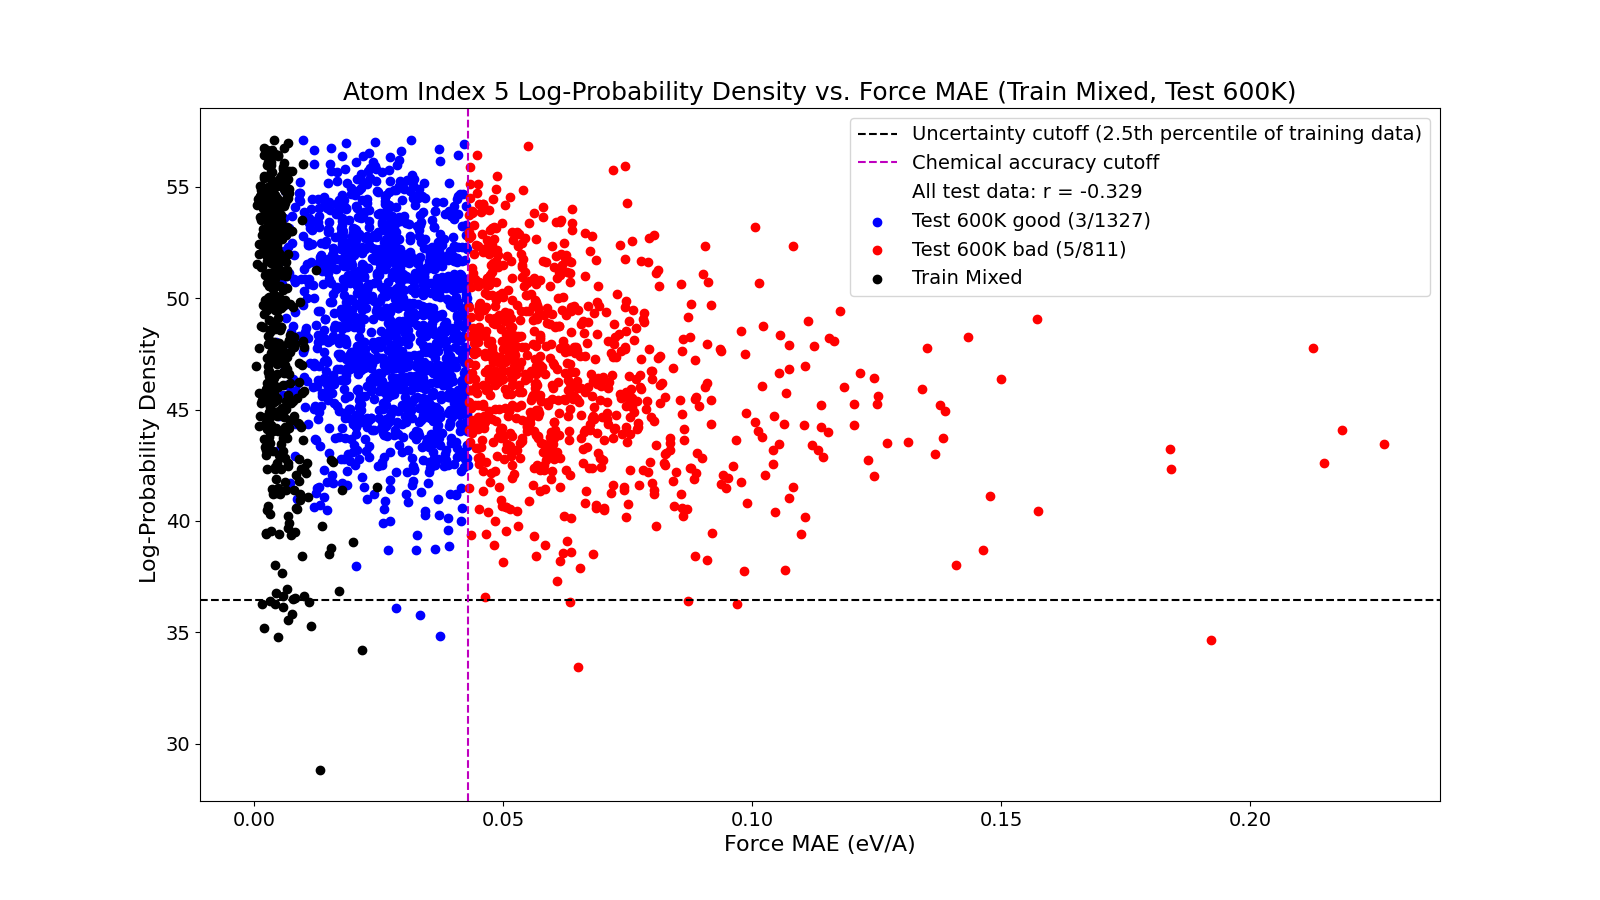 Atom Index 5 Log-Probability Density vs. Force MAE (Train Mixed, Test 600K)
Uncertainty cutoff (2.5th percentile of training data)
Chemical accuracy cutoff
All test data: r = -0.329
Test 600K good (3/1327)
Test 600K bad (5/811)
Train Mixed
Log-Probability Density
55
50
45
40
35
30
0.00
0.05
0.10
0.15
0.20
Force MAE (eV/A)